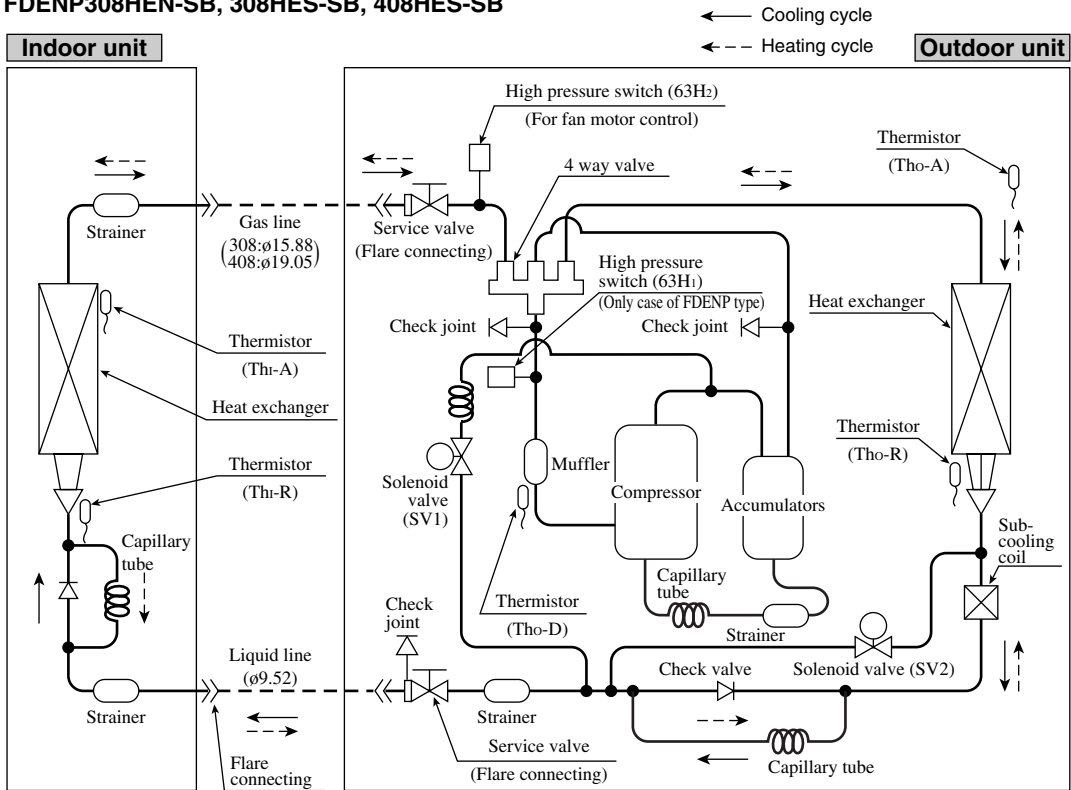 FDENP308HEN-SB, 308HES-SB, 408HES-SB
Cooling cycle
Heating cycle
Indoor unit
Outdoor unit
High pressure switch (63H2)
(For fan motor control)
4 way valve
Thermistor
(ThO-A)
Strainer
Gas line
(308:ø15.88
408:ø19.05)
Service valve
(Flare connecting)
High pressure
switch (63H1)
(Only case of FDENP type)
Check joint
Check joint
Heat exchanger
Thermistor
(ThI-A)
Heat exchanger
Thermistor
(ThI-R)
Capillary
tube
Solenoid
valve
(SV1)
Muffler
Compressor
Accumulators
Thermistor
(ThO-R)
Sub-
cooling
coil
Capillary
tube
Strainer
Thermistor
(ThO-D)
Check
joint
Liquid line
(ø9.52)
Strainer
Flare
connecting
Strainer
Service valve
(Flare connecting)
Check valve
Solenoid valve (SV2)
Capillary tube